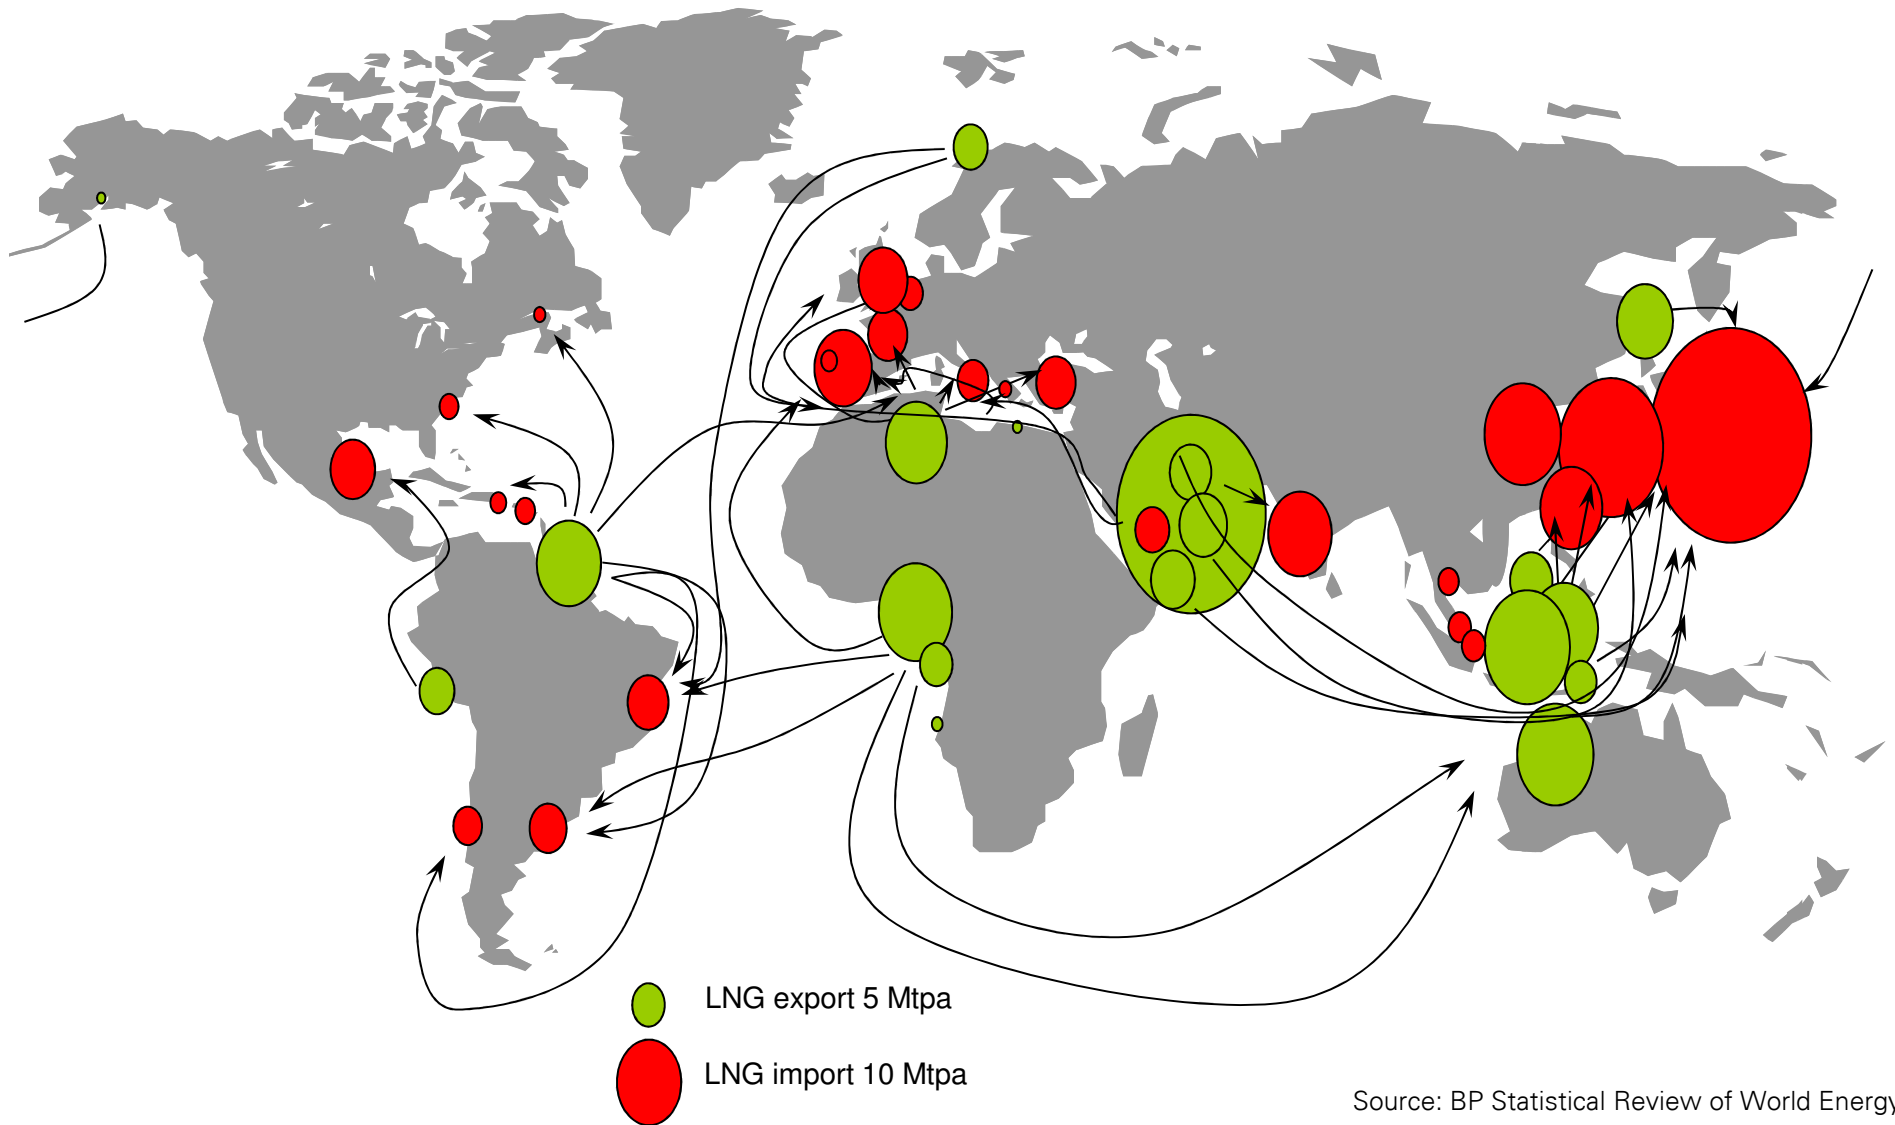 LNG export 5 Mtpa
LNG import 10 Mtpa
Source: BP Statistical Review of World Energy